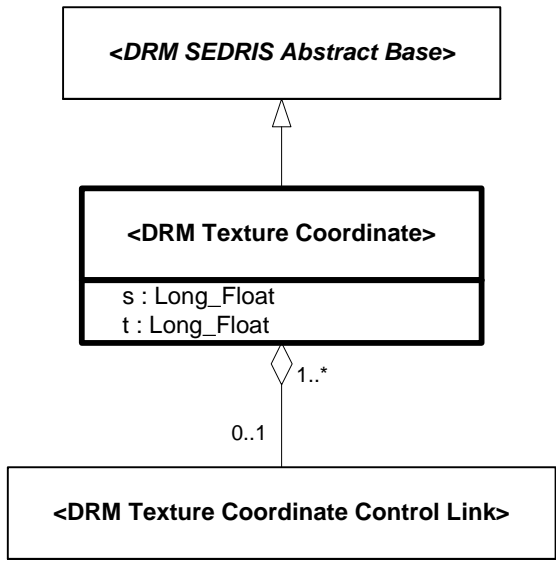 <DRM SEDRIS Abstract Base>
<DRM Texture Coordinate>
s : Long_Float
t : Long_Float
1..*
0..1
<DRM Texture Coordinate Control Link>